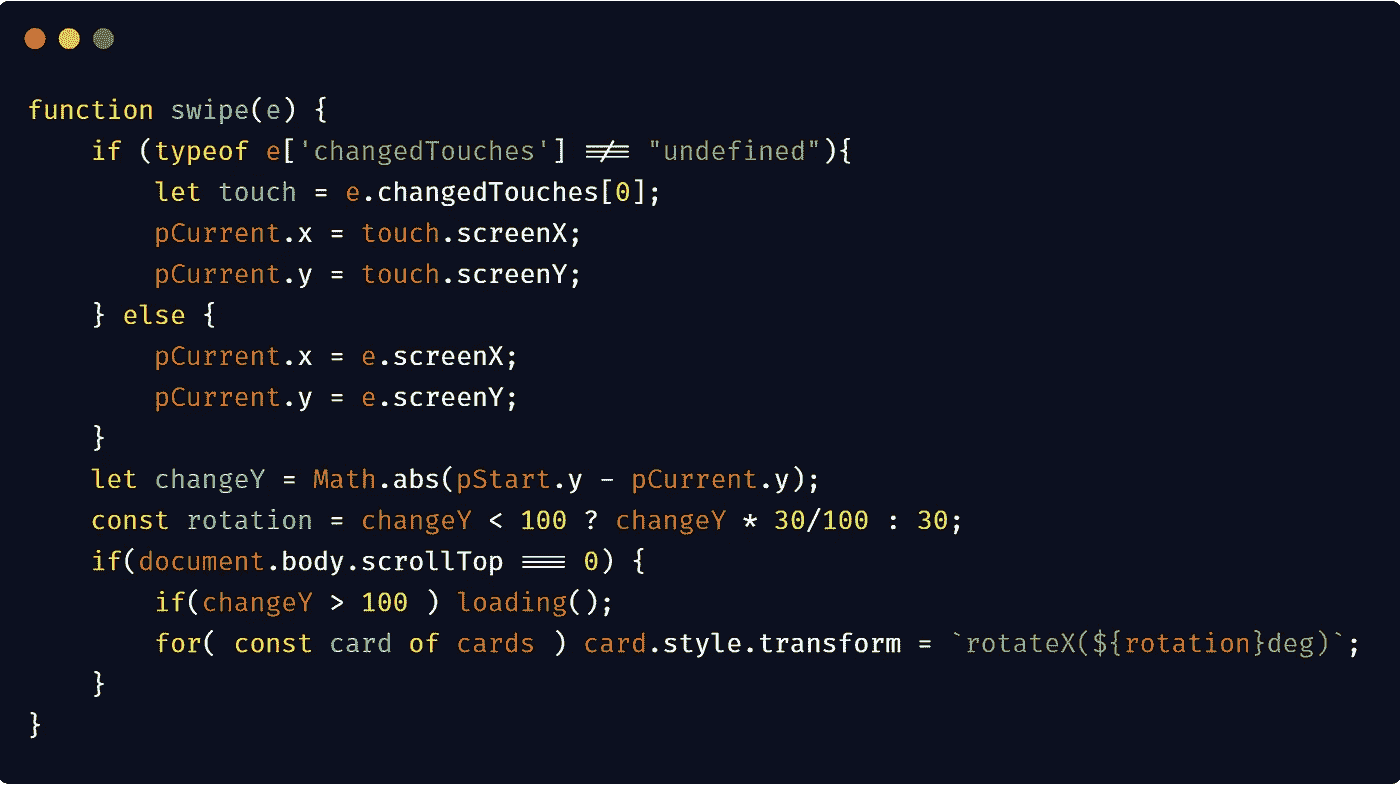 function swipe(e) {
    if (typeof e['changedTouches'] !== "undefined"){
        let touch = e.changedTouches[0];
        pCurrent.x = touch.screenX;
        pCurrent.y = touch.screenY;
    } else {
        pCurrent.x = e.screenX;
        pCurrent.y = e.screenY;
    }
    let changeY = Math.abs(pStart.y - pCurrent.y);
    const rotation = changeY < 100 ? changeY * 30/100 : 30;
    if(document.body.scrollTop === 0) {
        if(changeY > 100 ) loading();
        for( const card of cards ) card.style.transform = `rotateX(${rotation}deg)`;
    }
}